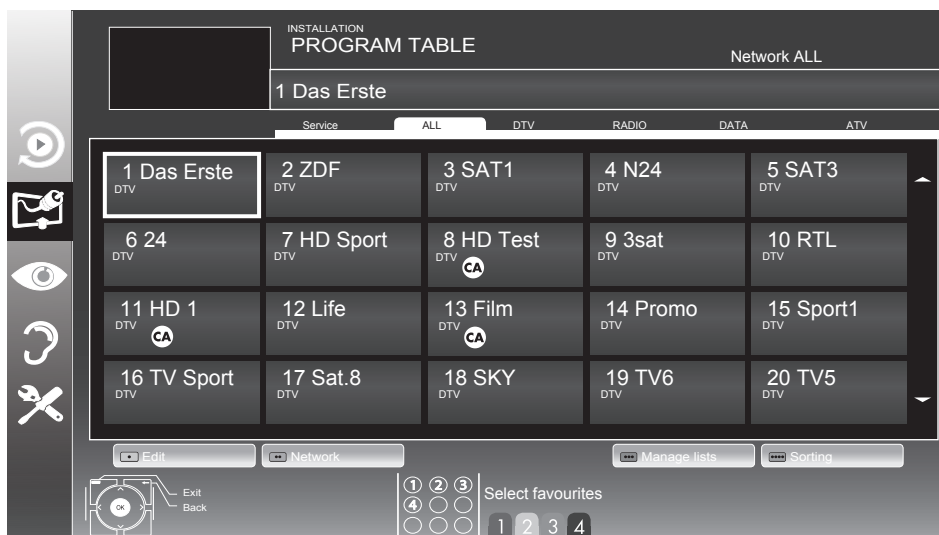 INSTALLATION
PROGRAM TABLE
Network ALL
1 Das Erste
Service ALL DTV RADIO DATA ATV
1 Das Erste 2 ZDF 3 SAT1 4 N24 5 SAT3
DTV DTV DTV DTV DTV
6 24 7 HD Sport 8 HD Test 9 3sat 10 RTL
DTV DTV DTV DTV DTV
CA
11 HD 1 12 Life 13 Film 14 Promo 15 Sport1
DTV DTV DTV DTV DTV
CA CA
16 TV Sport 17 Sat.8 18 SKY 19 TV6 20 TV5
DTV DTV DTV DTV DTV
Edit Network Manage lists Sorting
OK
Exit
Back
1 2 3
4
Select favourites
1 2 3 4